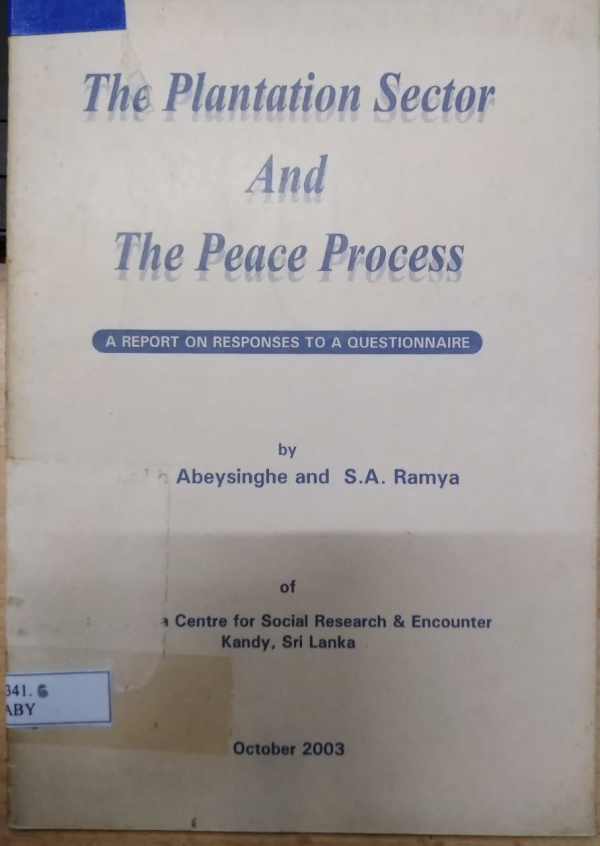 The Plantation Sector
And
The Peace Process
A REPORT ON RESPONSES TO A QUESTIONNAIRE
by
Abeysinghe and S.A. Ramya
of
Centre for Social Research & Encounter
Kandy, Sri Lanka
341.6
ABY
October 2003